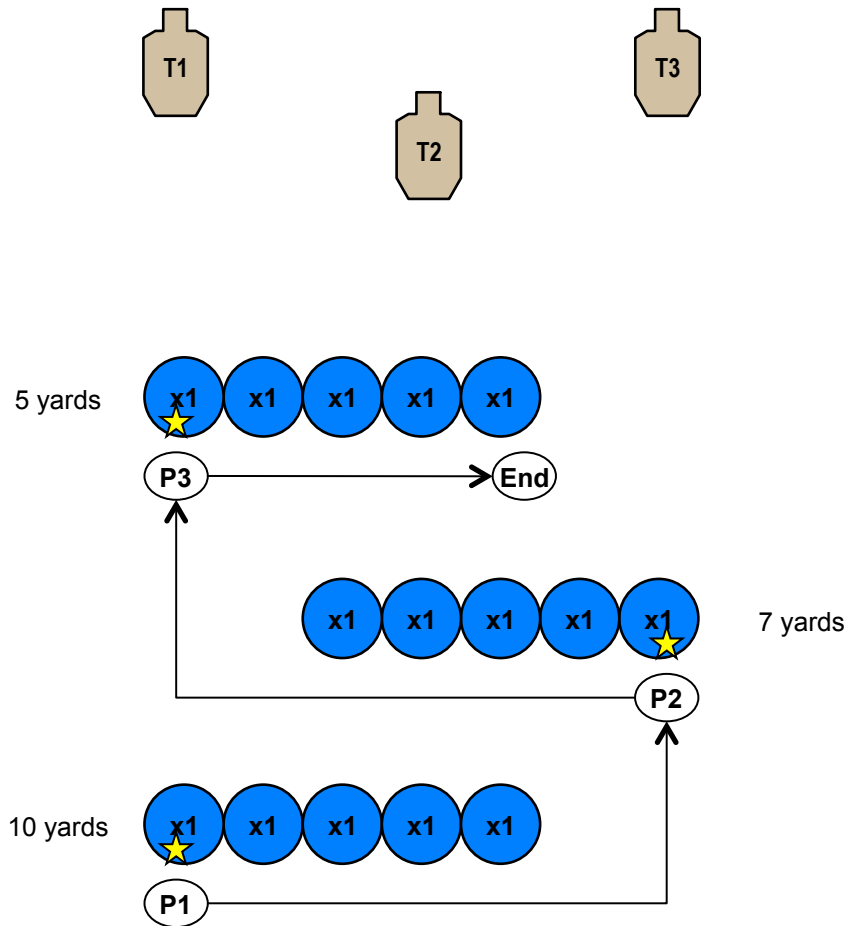 T1
T3
T2
5 yards
x1 x1 x1 x1 x1
P3
End
x1 x1 x1 x1 x1
7 yards
P2
10 yards
x1 x1 x1 x1 x1
P1